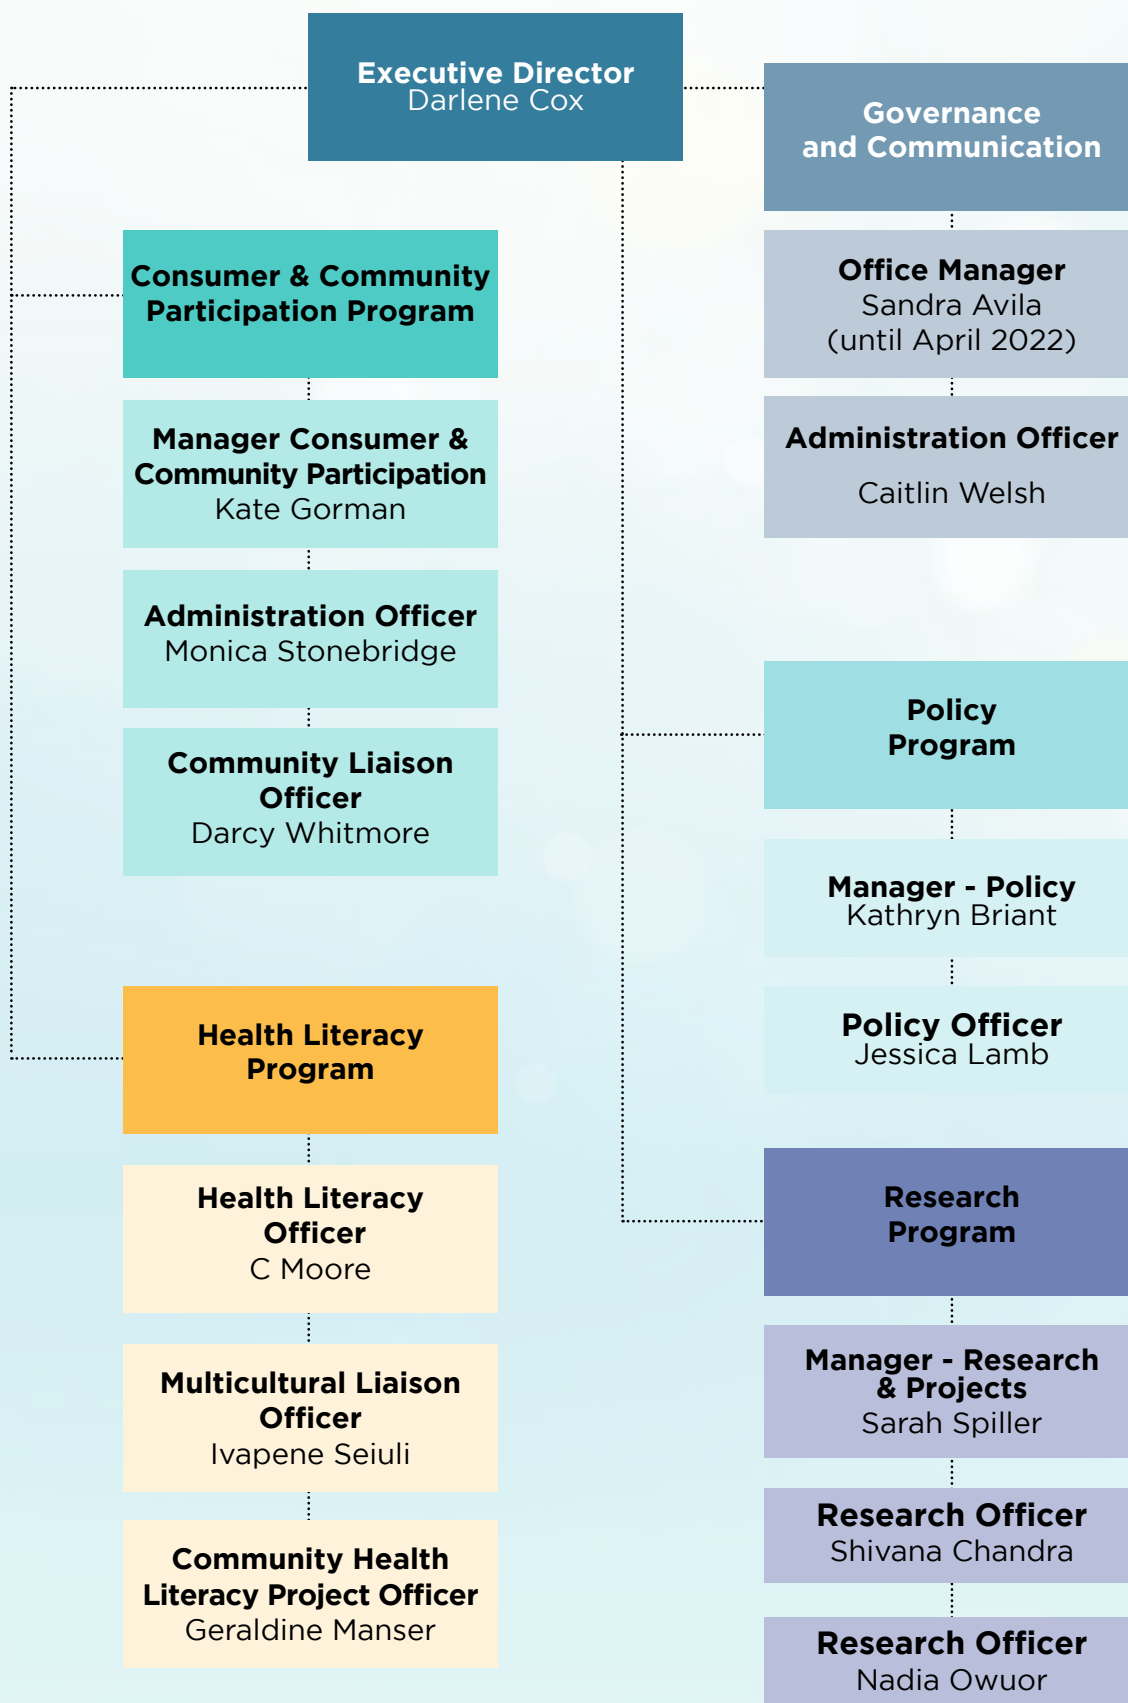 Executive Director
Darlene Cox
Governance
and Communication
Office Manager
Sandra Avila
(until April 2022)
Administration Officer
Caitlin Welsh
Consumer & Community
Participation Program
Manager Consumer &
Community Participation
Kate Gorman
Administration Officer
Monica Stonebridge
Community Liaison
Officer
Darcy Whitmore
Policy
Program
Manager - Policy
Kathryn Briant
Policy Officer
Jessica Lamb
Health Literacy
Program
Health Literacy
Officer
C Moore
Multicultural Liaison
Officer
Ivapene Seiuli
Community Health
Literacy Project Officer
Geraldine Manser
Research
Program
Manager - Research
& Projects
Sarah Spiller
Research Officer
Shivana Chandra
Research Officer
Nadia Owuor